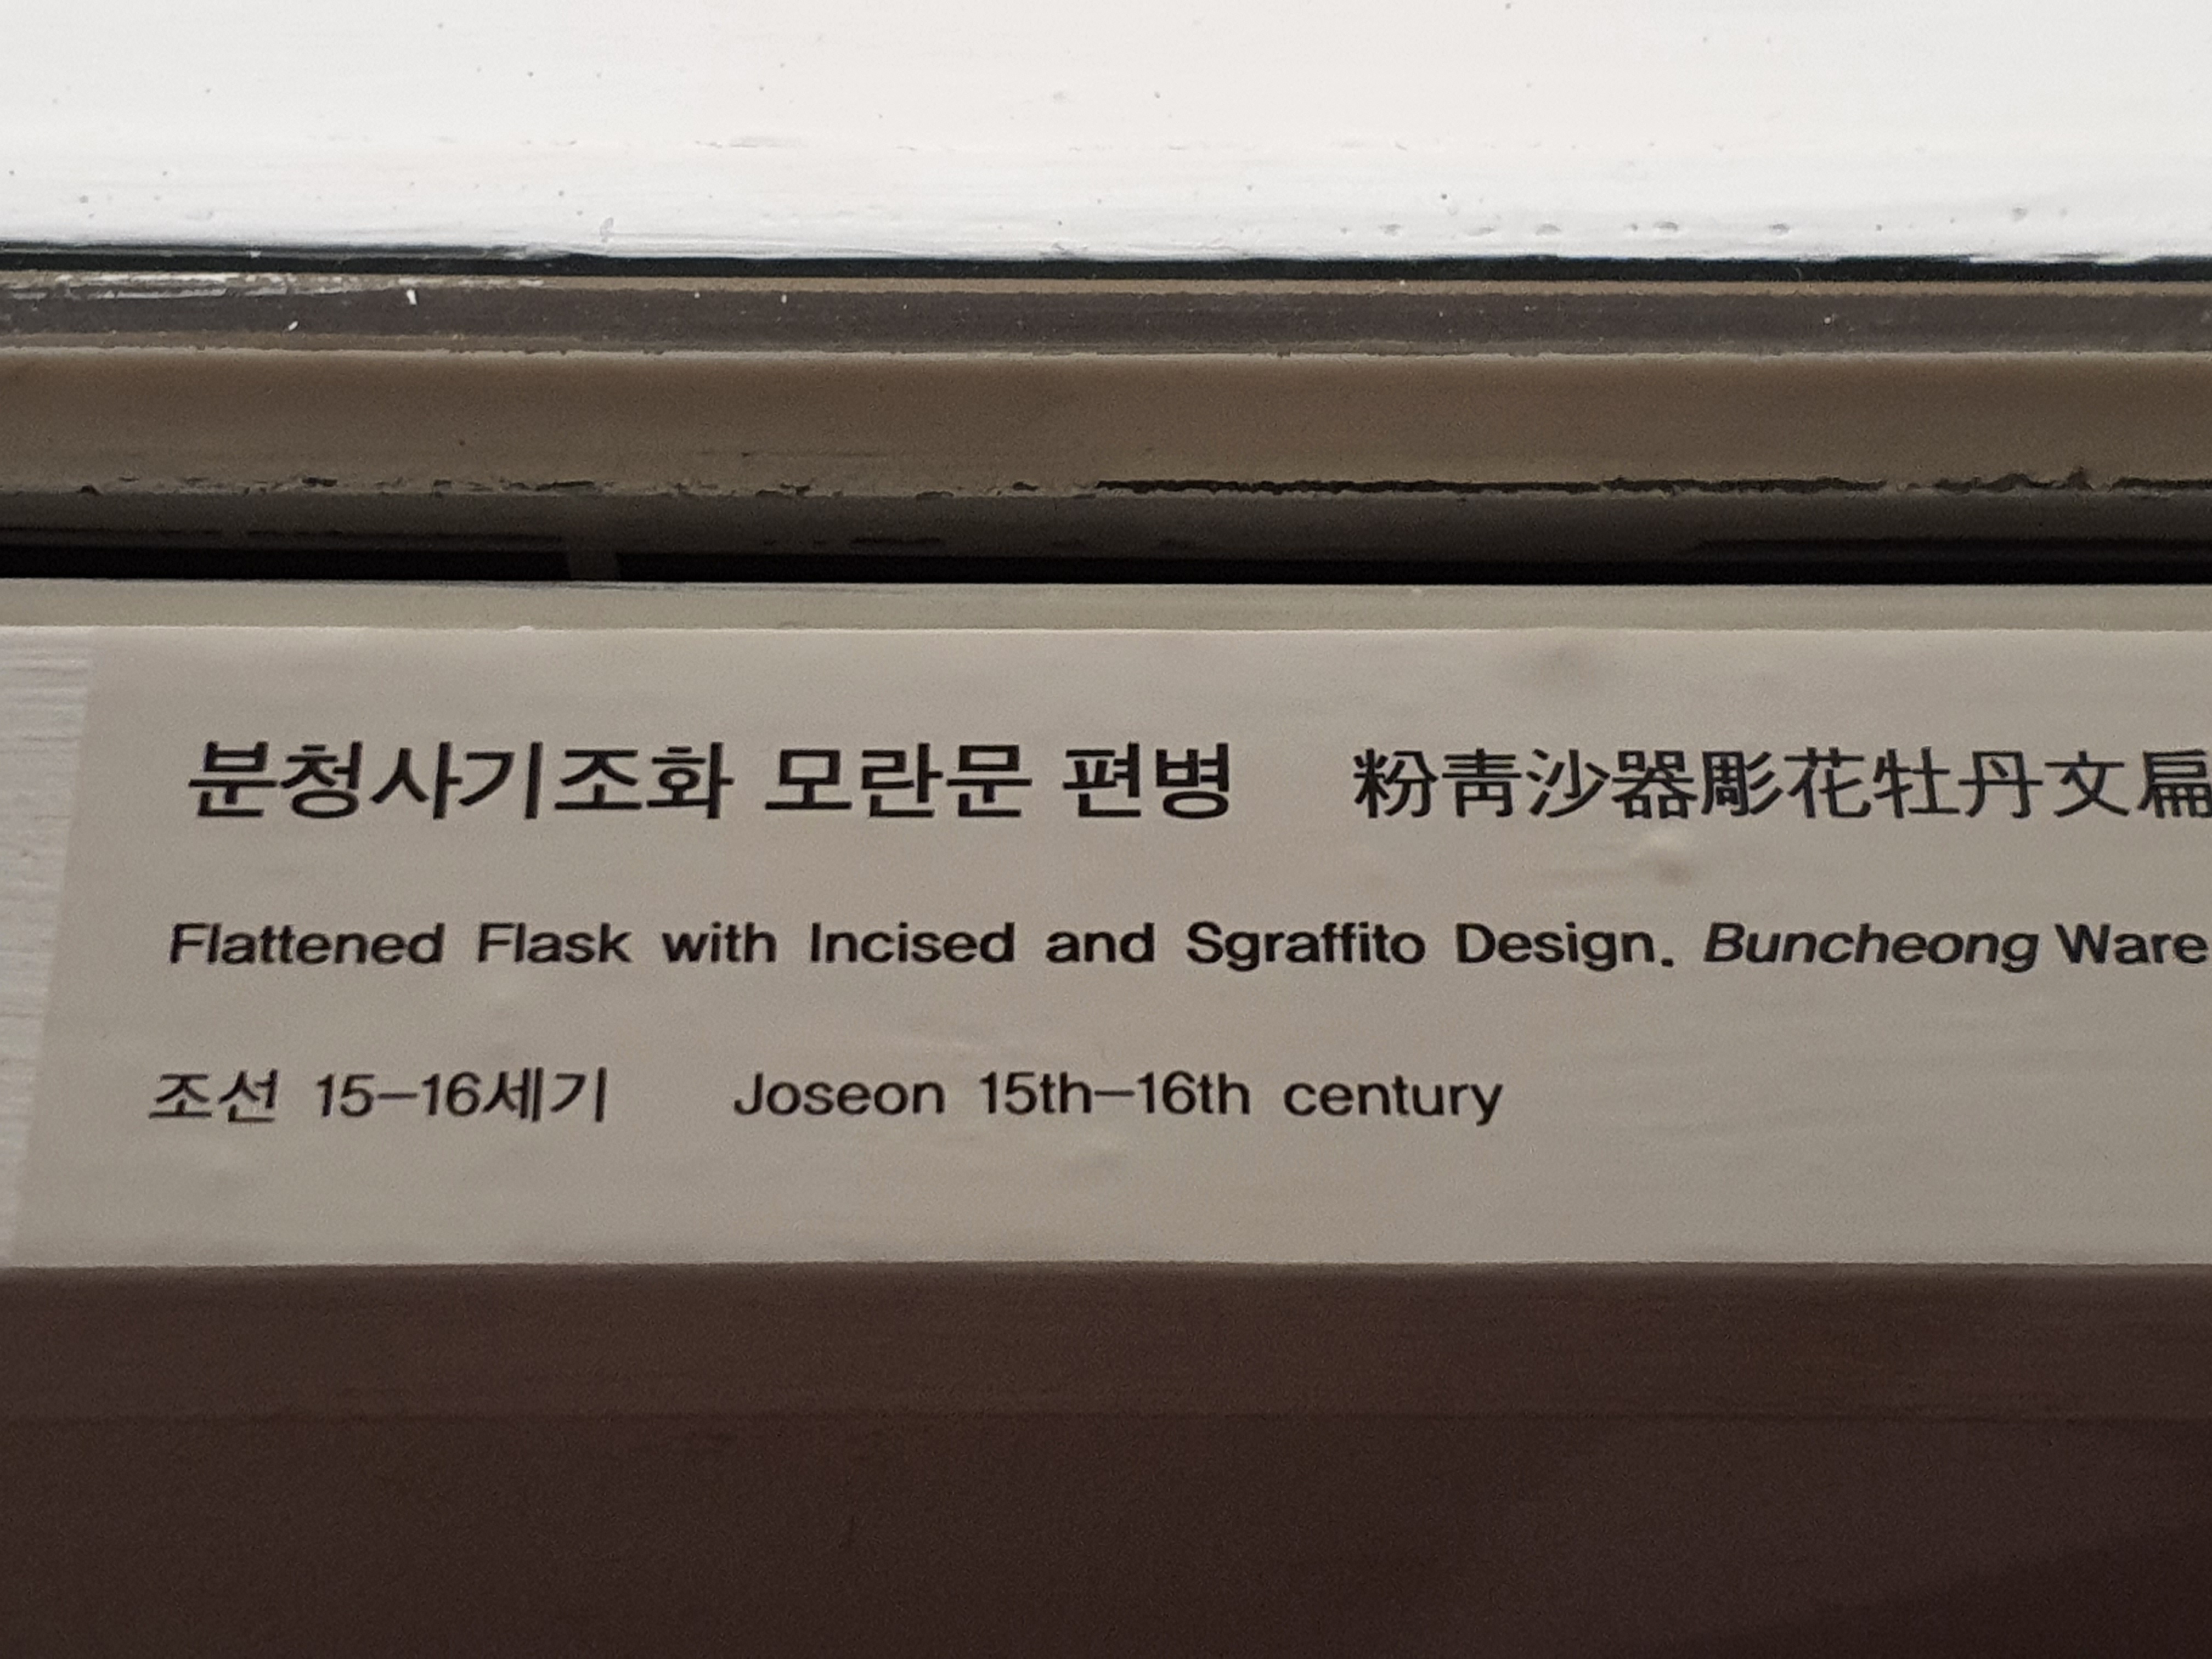 분청사기조화 모란문 편병 粉靑沙器彫花牡丹文扁
Flattened Flask with Incised and Sgraffito Design. Buncheong Ware
조선 15-16세기 Joseon 15th-16th century